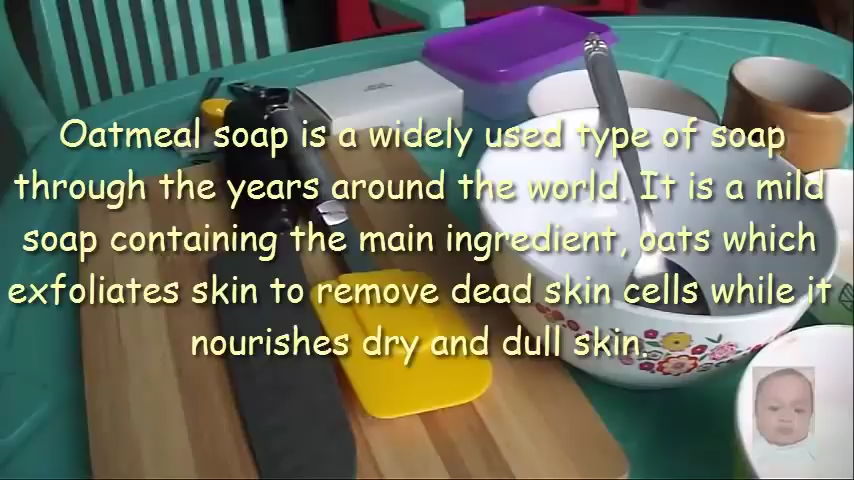 Oatmeal soap is a widely used type of soap
through the years around the world. It is a mild
soap containing the main ingredient, oats which
exfoliates skin to remove dead skin cells while it
nourishes dry and dull skin.